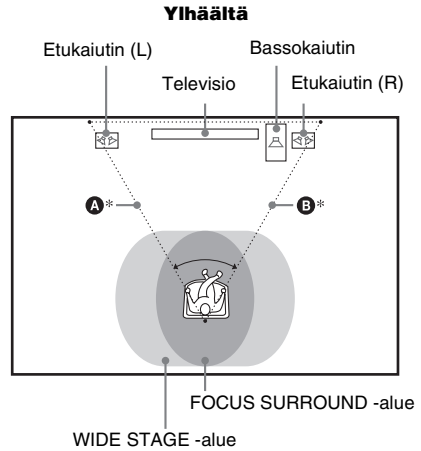 Ylhäältä
Etukaiutin (L)
Bassokaiutin
Televisio
Etukaiutin (R)
A*
B*
FOCUS SURROUND -alue
WIDE STAGE -alue